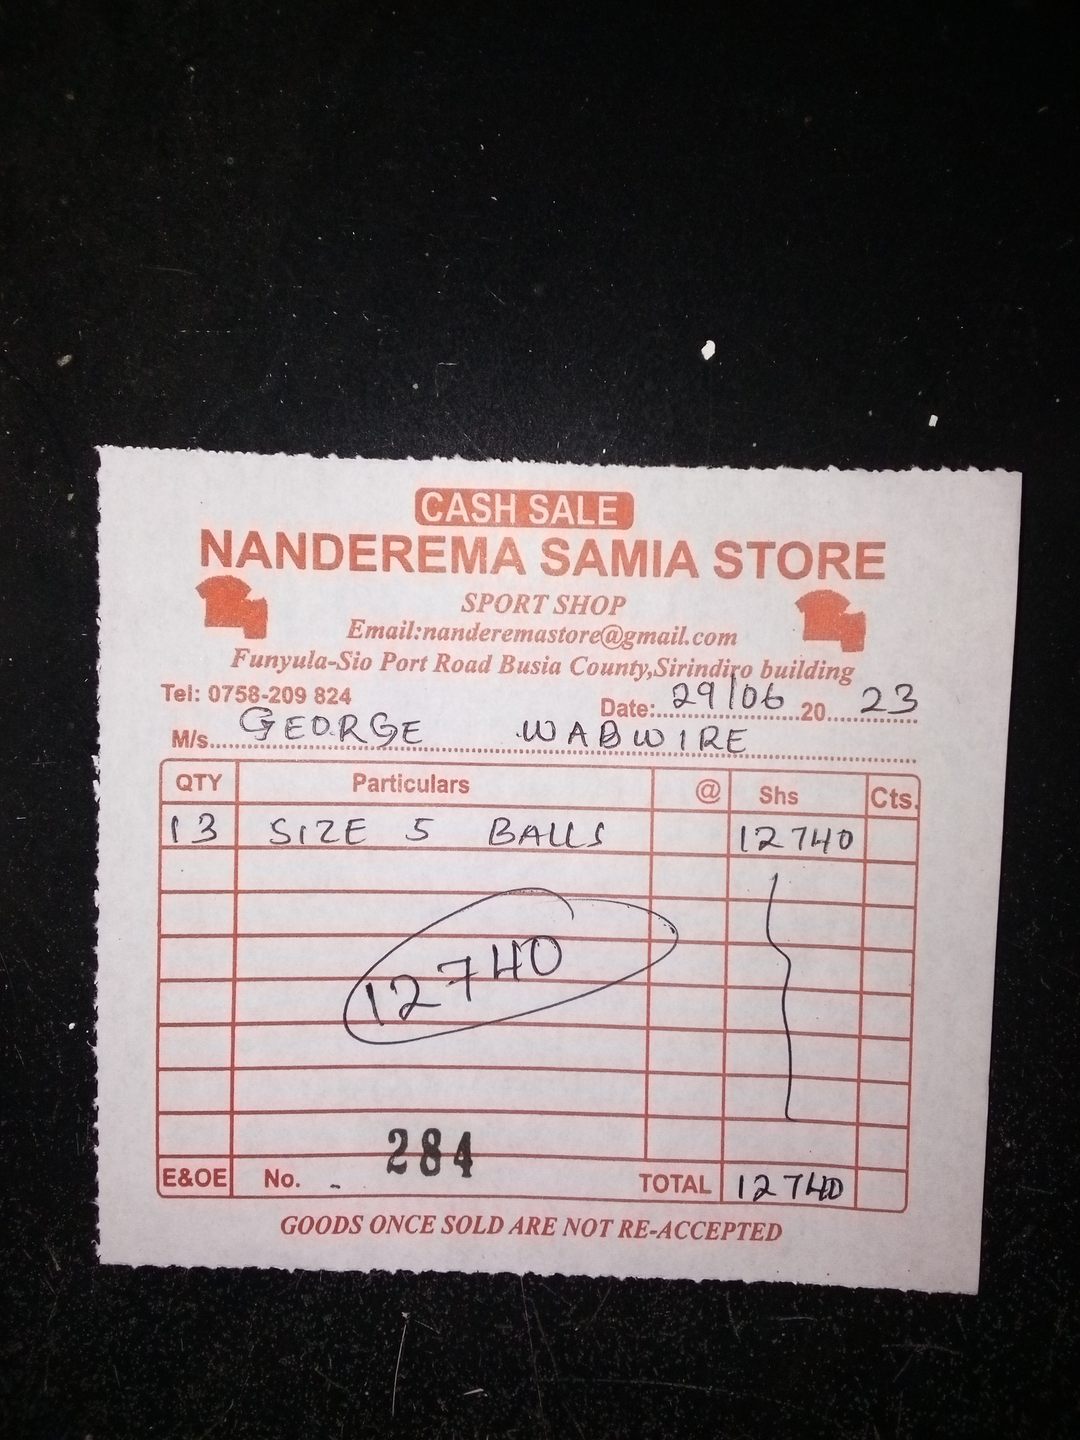 CASH SALE
NANDEREMA SAMIA STORE
SPORT SHOP
Email:nanderemastore@gmail.com
Funyula-Sio Port Road Busia County,Sirindiro building
Tel: 0758-209 824
Date: 29/06 20 23
M/s. GEORGE WABWIRE
QTY Particulars @ Shs Cts.
13 SIZE 5 BALLS 12740
12740
284
E&OE No. - TOTAL 12740
GOODS ONCE SOLD ARE NOT RE-ACCEPTED